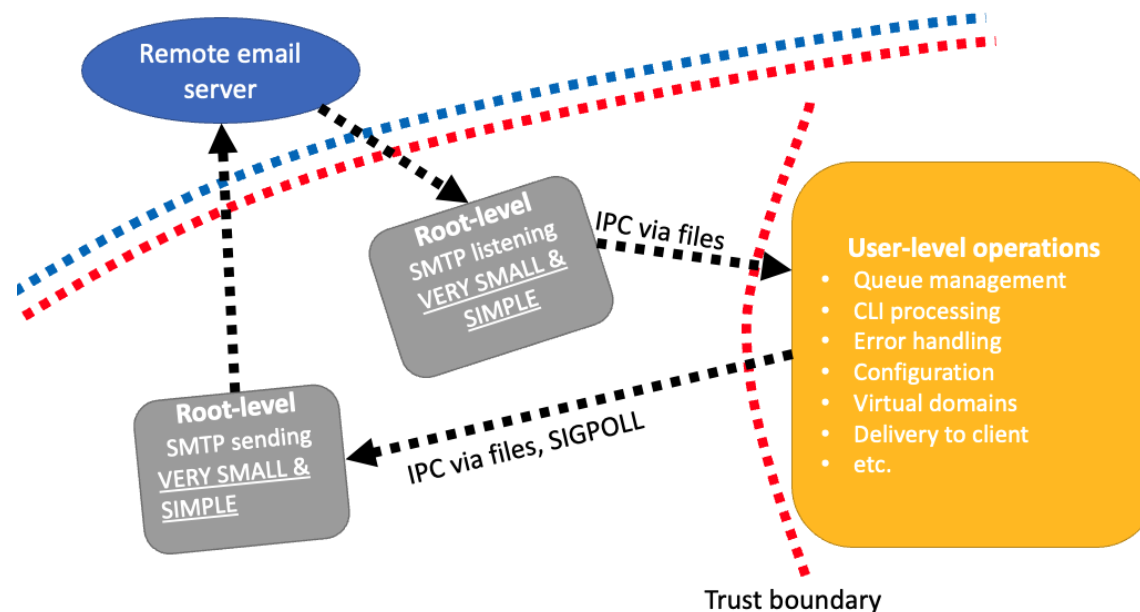 Remote email
server
Root-level
SMTP listening
VERY SMALL &
SIMPLE
IPC via files
User-level operations
• Queue management
• CLI processing
• Error handling
• Configuration
• Virtual domains
• Delivery to client
• etc.
Root-level
SMTP sending
VERY SMALL &
SIMPLE
IPC via files, SIGPOLL
Trust boundary